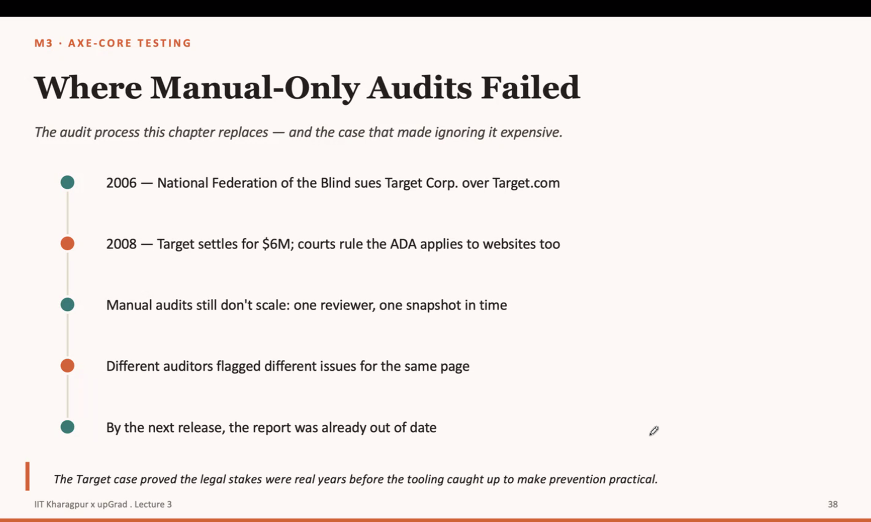 M3 · AXE-CORE TESTING
Where Manual-Only Audits Failed
The audit process this chapter replaces — and the case that made ignoring it expensive.
2006 — National Federation of the Blind sues Target Corp. over Target.com
2008 — Target settles for $6M; courts rule the ADA applies to websites too
Manual audits still don't scale: one reviewer, one snapshot in time
Different auditors flagged different issues for the same page
By the next release, the report was already out of date
The Target case proved the legal stakes were real years before the tooling caught up to make prevention practical.
IIT Kharagpur x upGrad . Lecture 3
38